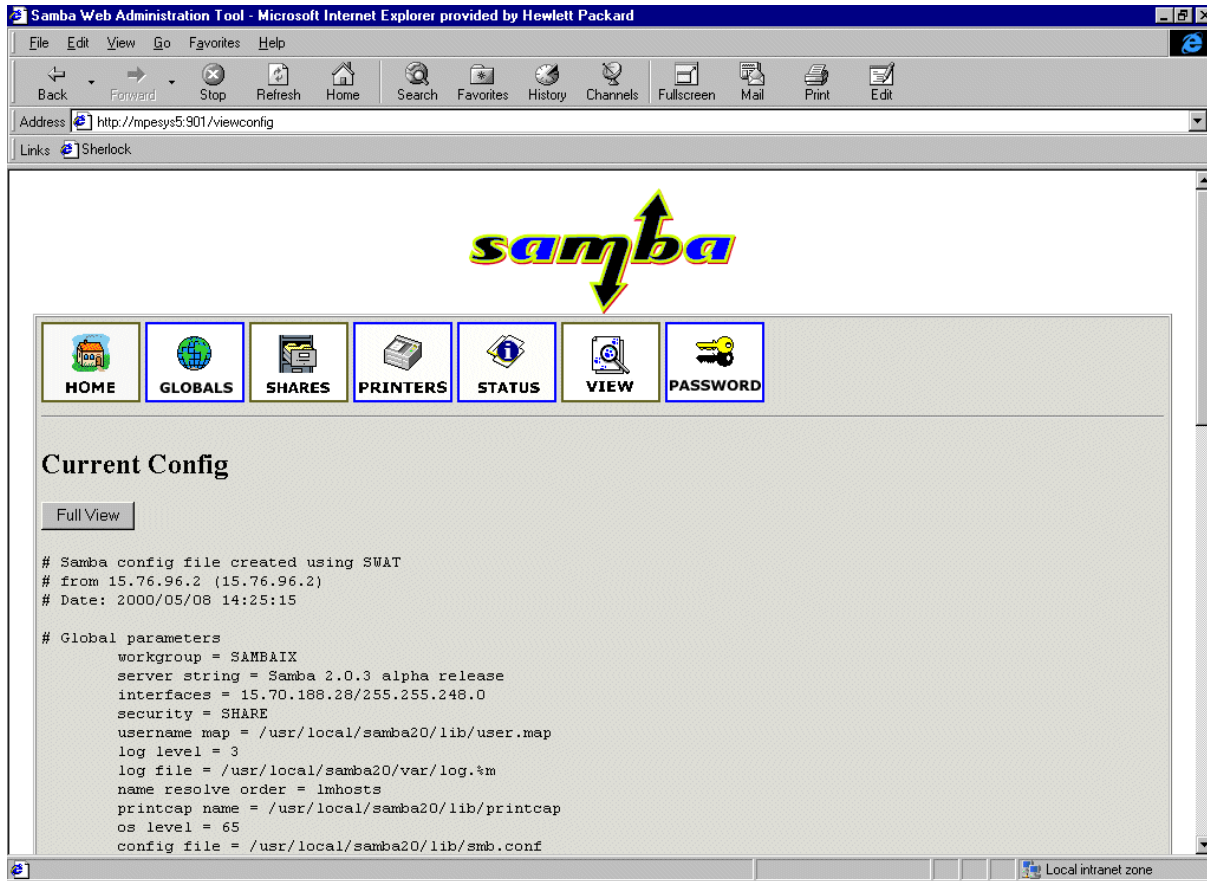 Samba Web Administration Tool - Microsoft Internet Explorer provided by Hewlett Packard
File Edit View Go Favorites Help
Back Forward Stop Refresh Home Search Favorites History Channels Fullscreen Mail Print Edit
Address http://mpesys5:901/viewconfig
Links Sherlock
samba
HOME GLOBALS SHARES PRINTERS STATUS VIEW PASSWORD
Current Config
Full View
# Samba config file created using SWAT
# from 15.76.96.2 (15.76.96.2)
# Date: 2000/05/08 14:25:15
# Global parameters
workgroup = SAMBAIX
server string = Samba 2.0.3 alpha release
interfaces = 15.70.188.28/255.255.248.0
security = SHARE
username map = /usr/local/samba20/lib/user.map
log level = 3
log file = /usr/local/samba20/var/log.%m
name resolve order = lmhosts
printcap name = /usr/local/samba20/lib/printcap
os level = 65
config file = /usr/local/samba20/lib/smb.conf
Local intranet zone